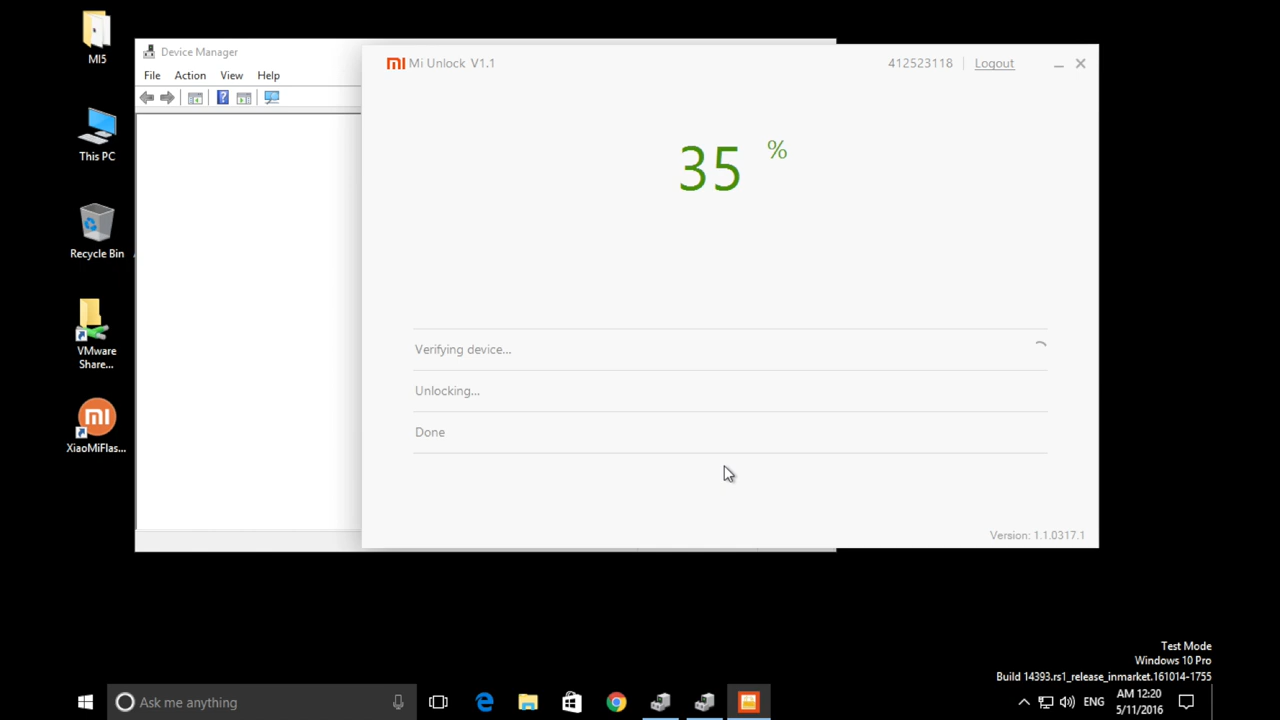 MI5
This PC
Recycle Bin
VMware
Share...
XiaoMiFlas...
Device Manager
File Action View Help
Mi Unlock V1.1
412523118
Logout
35 %
Verifying device...
Unlocking...
Done
Version: 1.1.0317.1
Test Mode
Windows 10 Pro
Build 14393.rs1_release_inmarket.161014-1755
Ask me anything
ENG
AM 12:20
5/11/2016